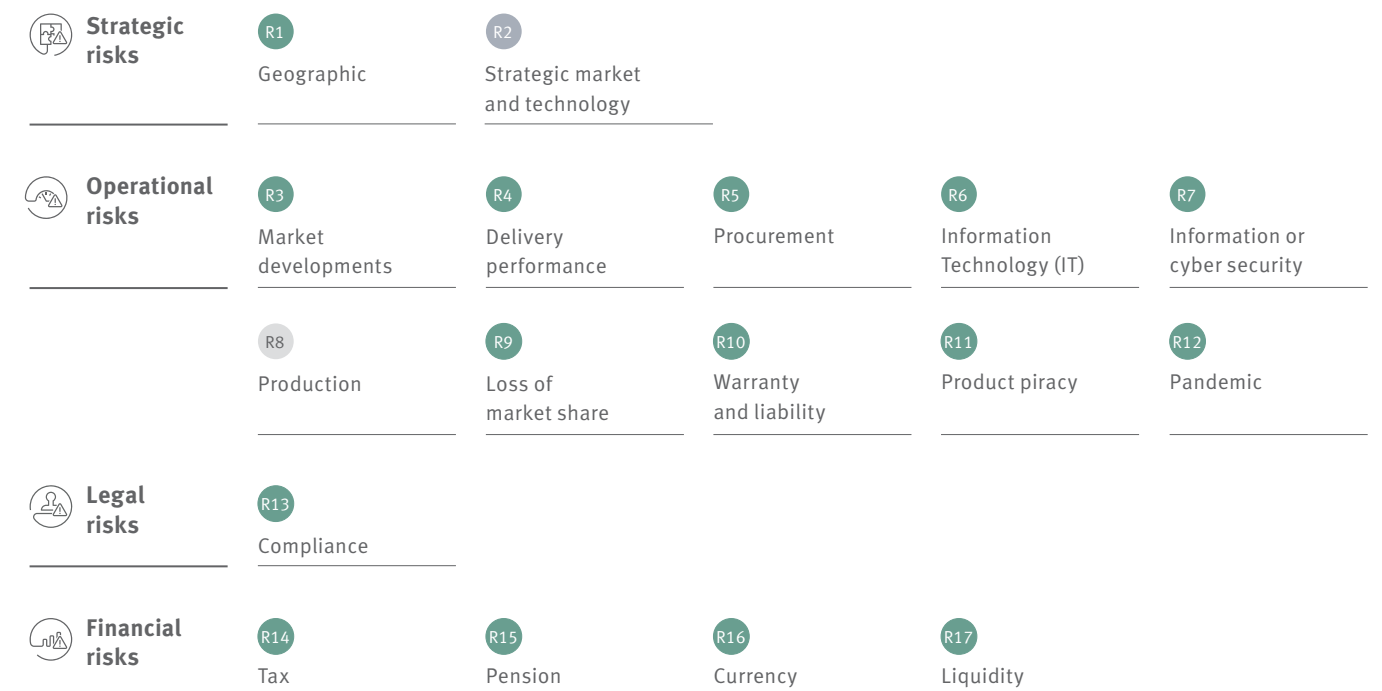 Strategic
risks
R1
Geographic
R2
Strategic market
and technology
Operational
risks
R3
Market
developments
R4
Delivery
performance
R5
Procurement
R6
Information
Technology (IT)
R7
Information or
cyber security
R8
Production
R9
Loss of
market share
R10
Warranty
and liability
R11
Product piracy
R12
Pandemic
Legal
risks
R13
Compliance
Financial
risks
R14
Tax
R15
Pension
R16
Currency
R17
Liquidity